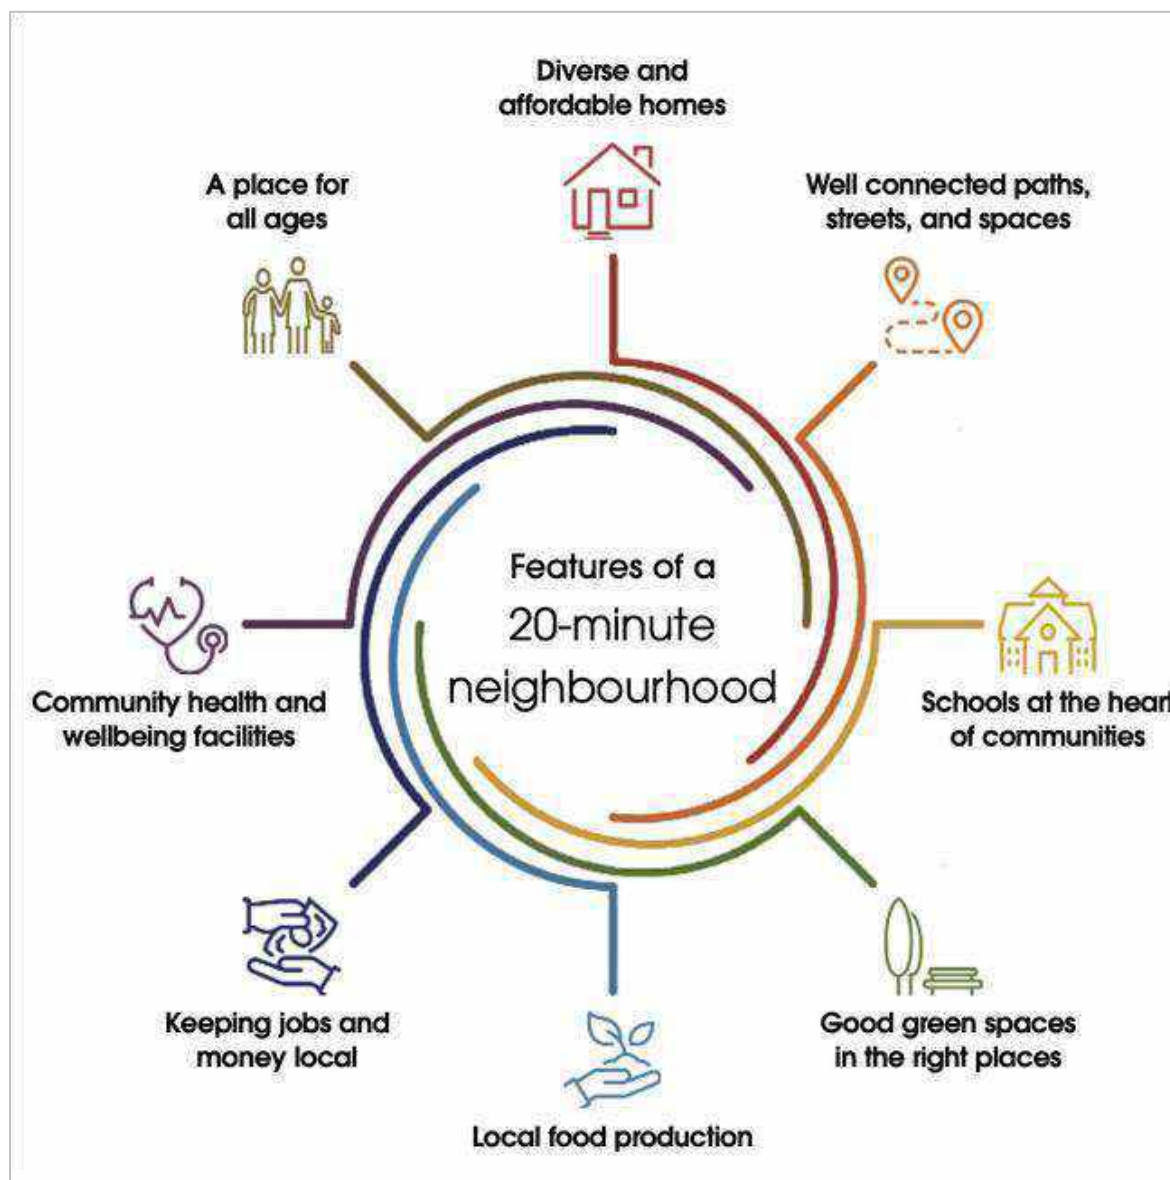 Diverse and
affordable homes
A place for
all ages
Well connected paths,
streets, and spaces
Features of a
20-minute
neighbourhood
Community health and
wellbeing facilities
Schools at the hear
of communities
Keeping jobs and
money local
Good green spaces
in the right places
Local food production